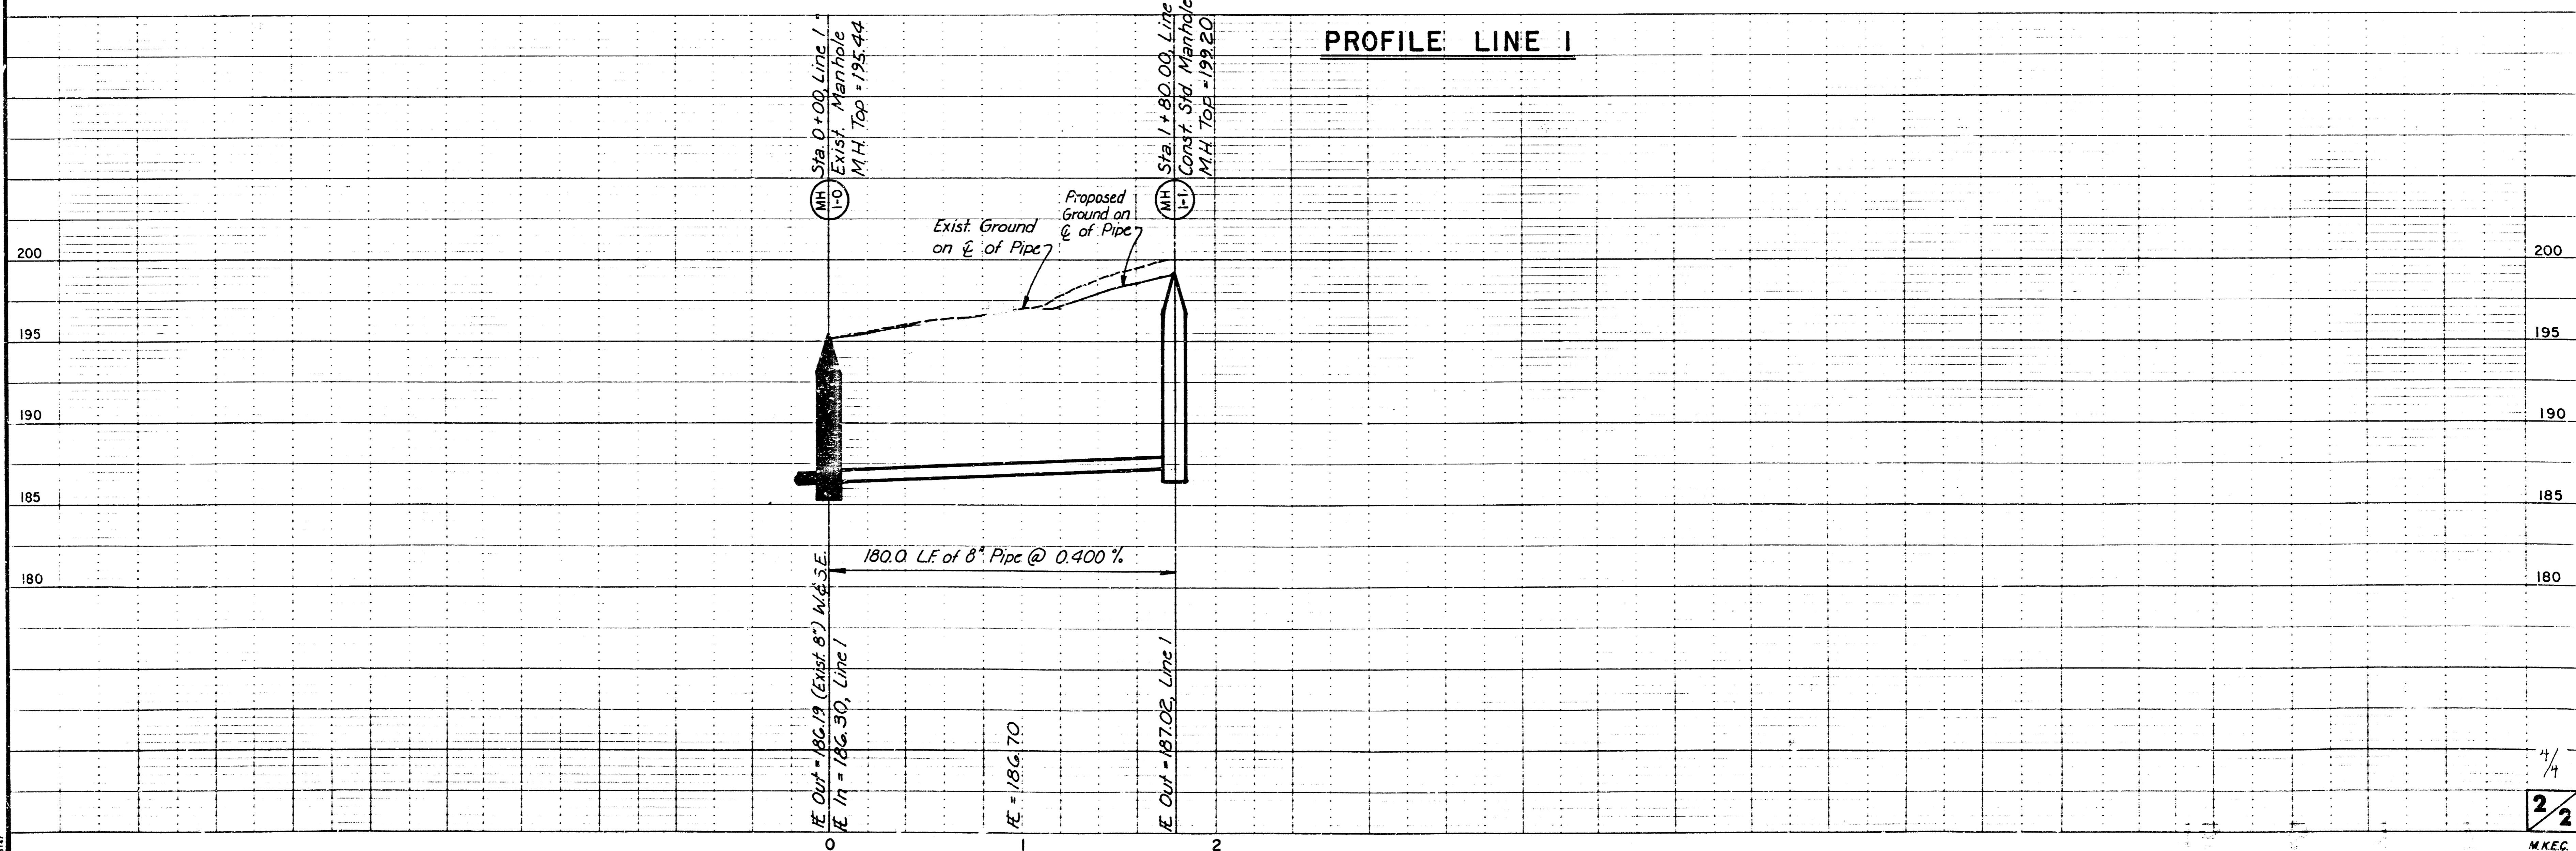 PROFILE LINE 1
Sta. 0+00, Line 1
Exist. Manhole
M.H. Top = 195.44
MH
1-0
Sta. 1+80.00, Line
Const. Std. Manhole
M.H. Top = 199.20
MH
1-1
Exist. Ground
on ℄ of Pipe
Proposed
Ground on
℄ of Pipe
200
200
195
195
190
190
185
185
180
180
180.0 L.F. of 8" Pipe @ 0.400 %
FE Out = 186.19 (Exist. 8") W. & S.E.
FE In = 186.30, Line 1
FE = 186.70
FE Out = 187.02, Line 1
0
1
2
4/4
2/2
M.K.E.C.